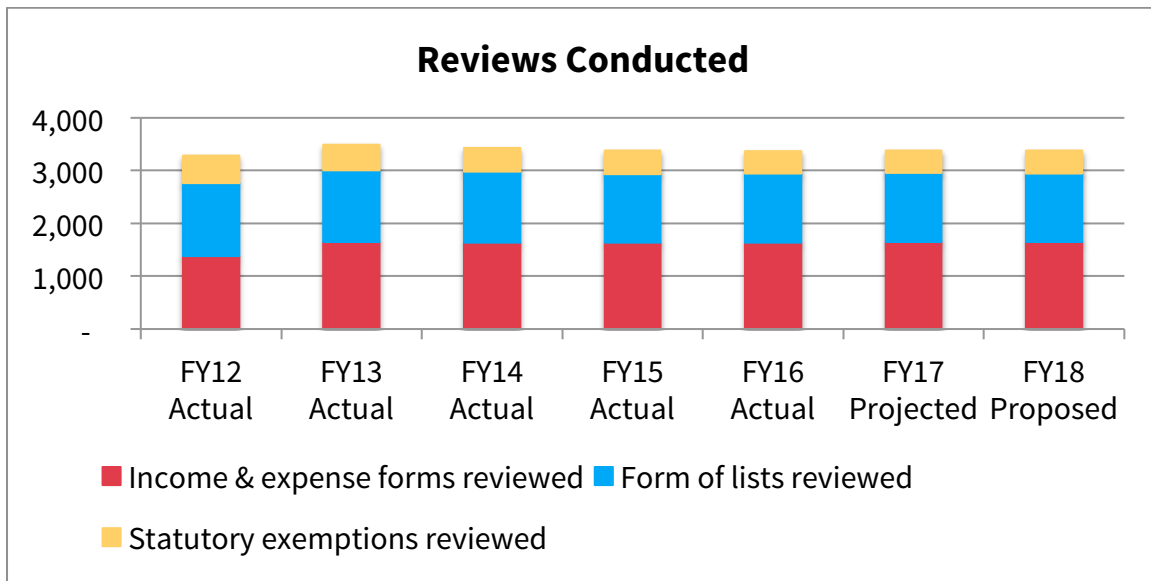 Reviews Conducted
4,000
3,000
2,000
1,000
-
FY12 FY13 FY14 FY15 FY16 FY17 FY18
Actual Actual Actual Actual Actual Projected Proposed
Income & expense forms reviewed Form of lists reviewed
Statutory exemptions reviewed